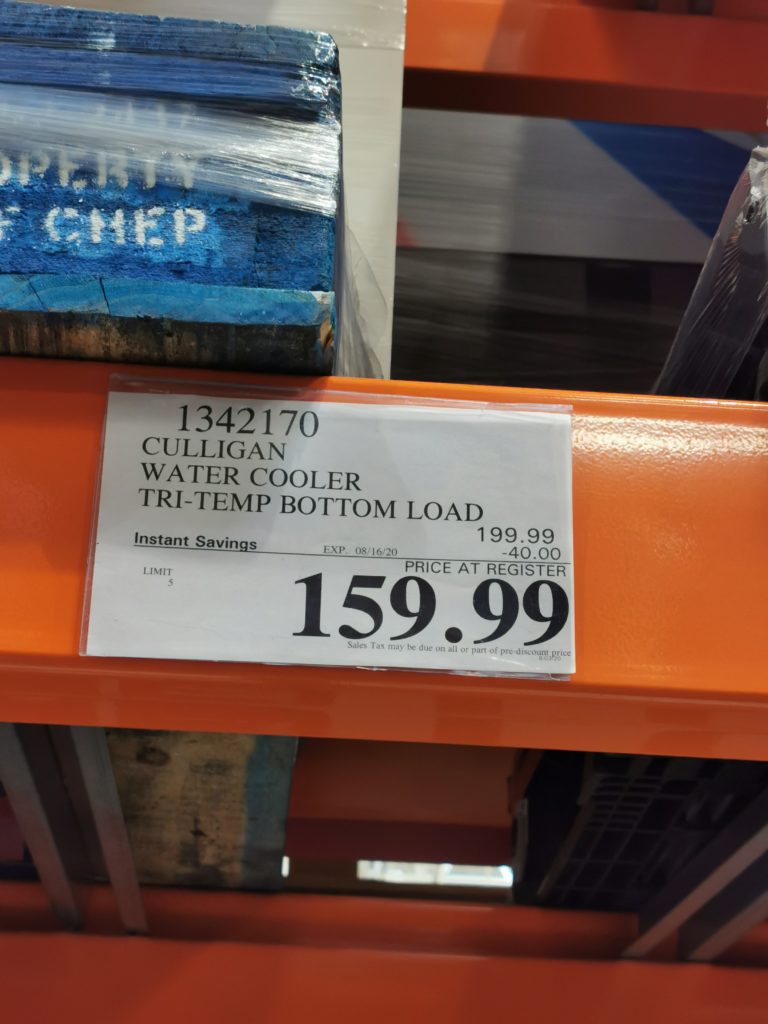 OPERTY
F CHEP
1342170
CULLIGAN
WATER COOLER
TRI-TEMP BOTTOM LOAD
199.99
Instant Savings EXP. 08/16/20 -40.00
LIMIT PRICE AT REGISTER
5
159.99
Sales Tax may be due on all or part of pre-discount price